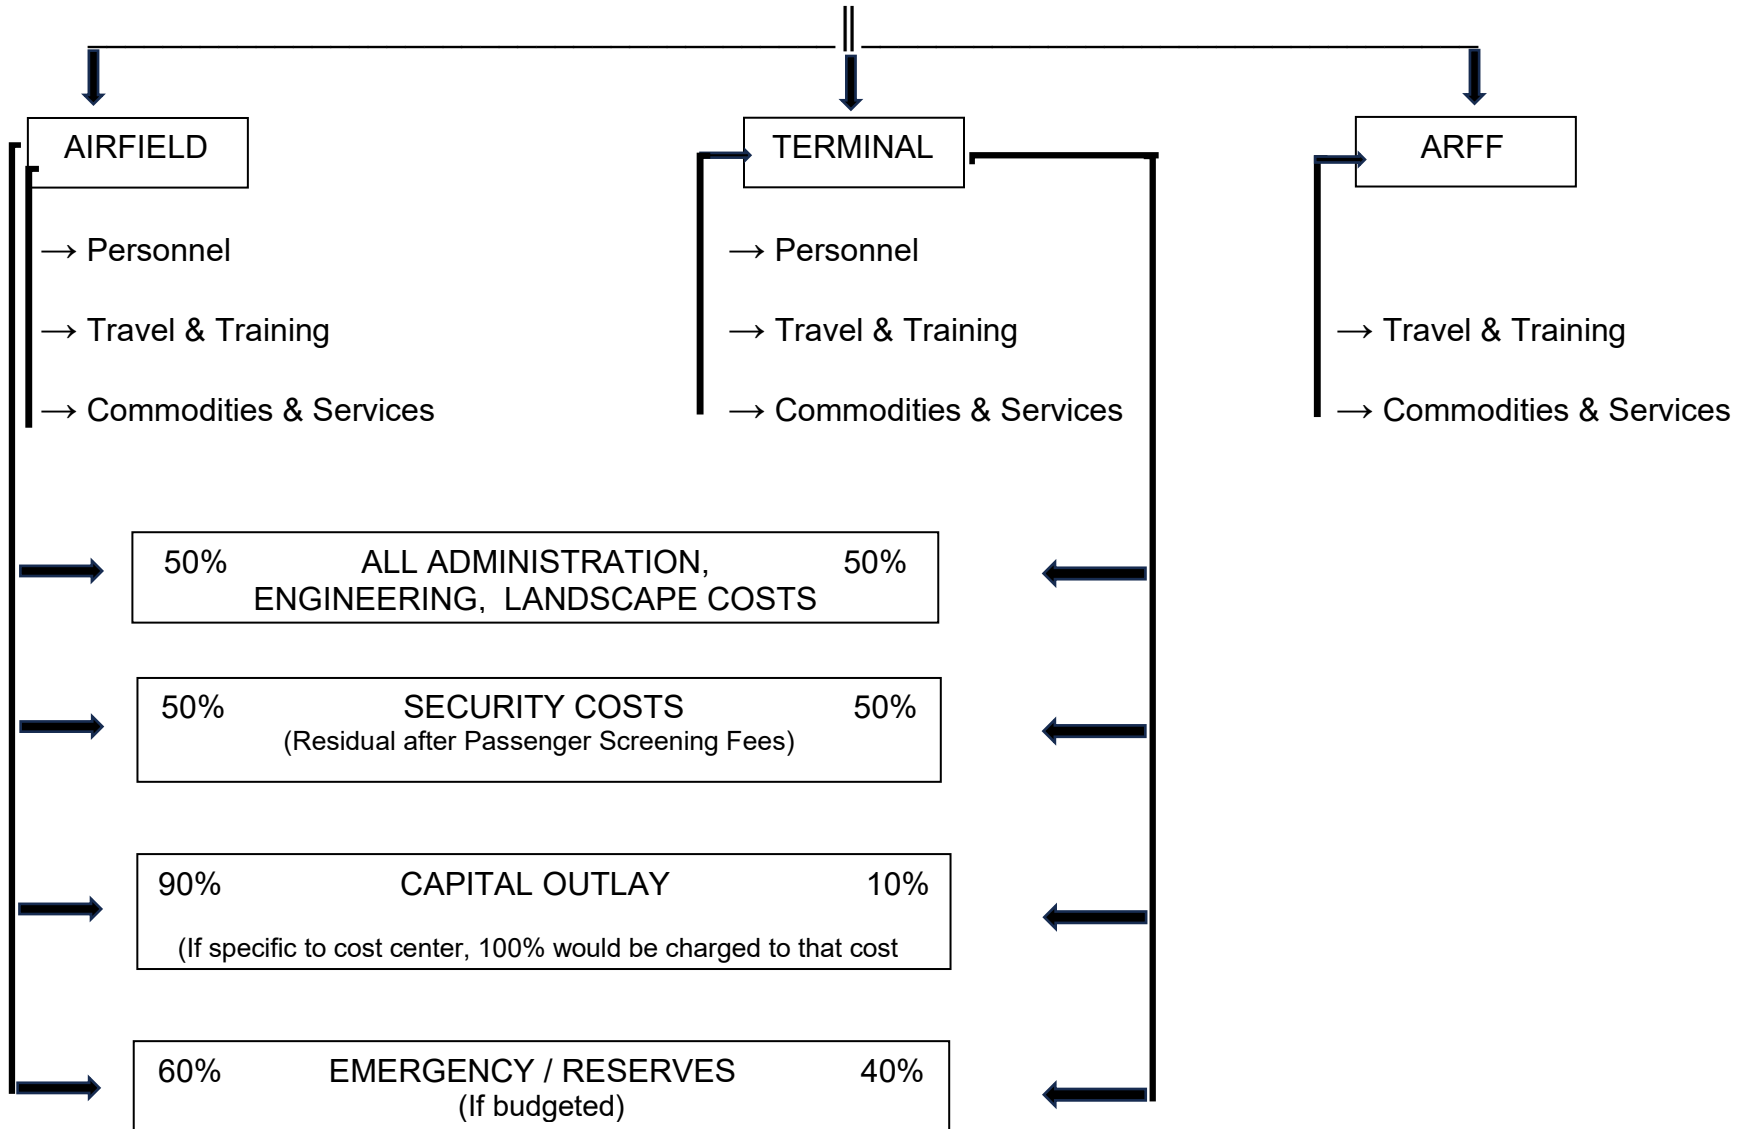 AIRFIELD
TERMINAL
ARFF
→ Personnel
→ Personnel
→ Travel & Training
→ Travel & Training
→ Travel & Training
→ Commodities & Services
→ Commodities & Services
→ Commodities & Services
50% ALL ADMINISTRATION, 50%
ENGINEERING, LANDSCAPE COSTS
50% SECURITY COSTS 50%
(Residual after Passenger Screening Fees)
90% CAPITAL OUTLAY 10%
(If specific to cost center, 100% would be charged to that cost
60% EMERGENCY / RESERVES 40%
(If budgeted)